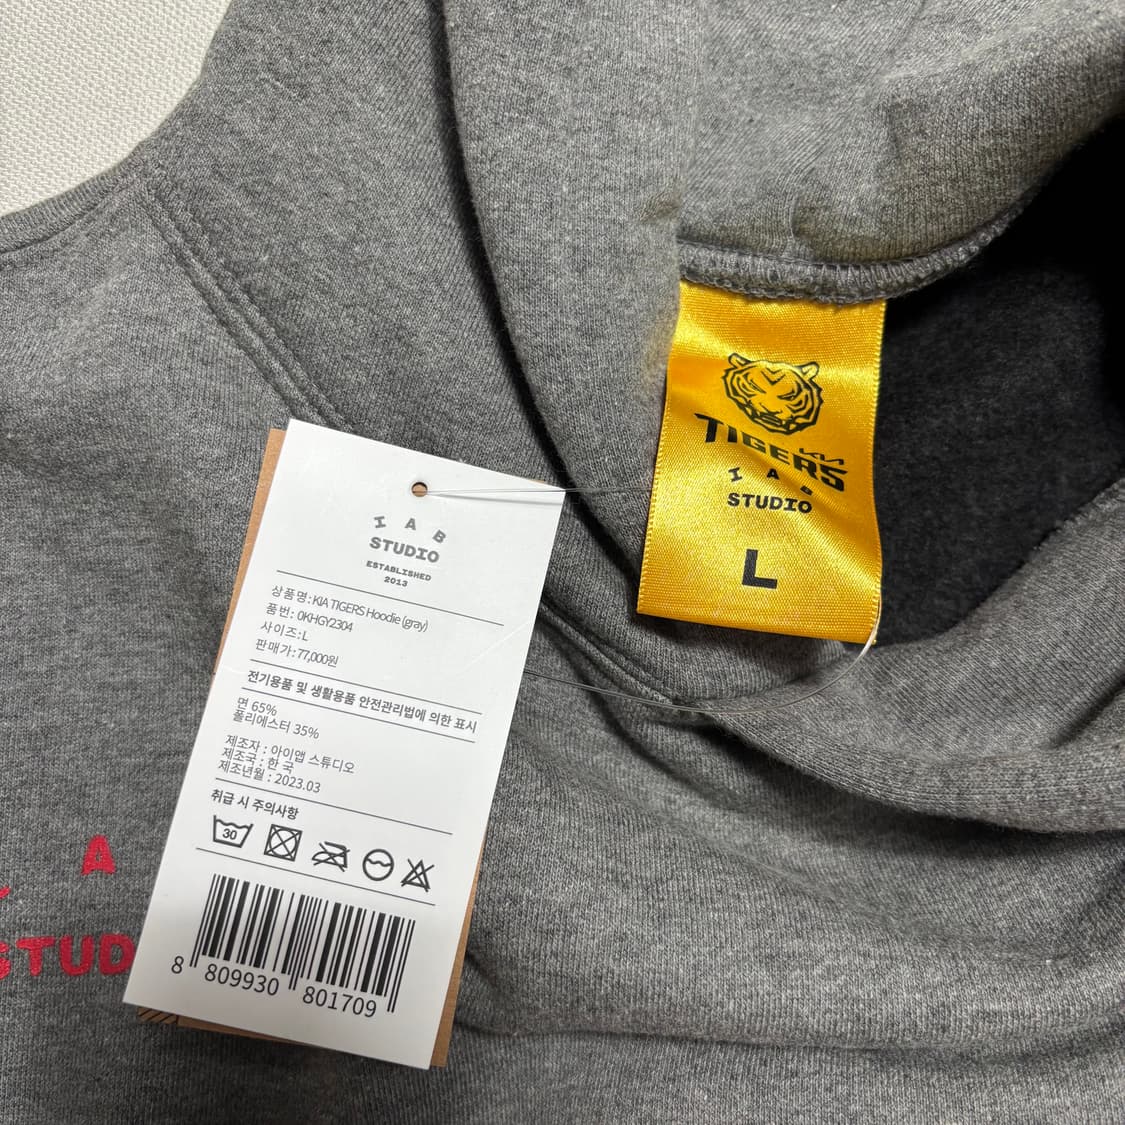 I A B
STUDIO
ESTABLISHED
2013
상품명: KIA TIGERS Hoodie (gray)
품번: 0KHGY2304
사이즈: L
판매가: 77,000원
전기용품 및 생활용품 안전관리법에 의한 표시
면 65%
폴리에스터 35%
제조자 : 아이앱 스튜디오
제조국 : 한 국
제조년월 : 2023.03
취급 시 주의사항
30
8 809930 801709
TIGERS
KIA
I A B
STUDIO
L
A
STUD